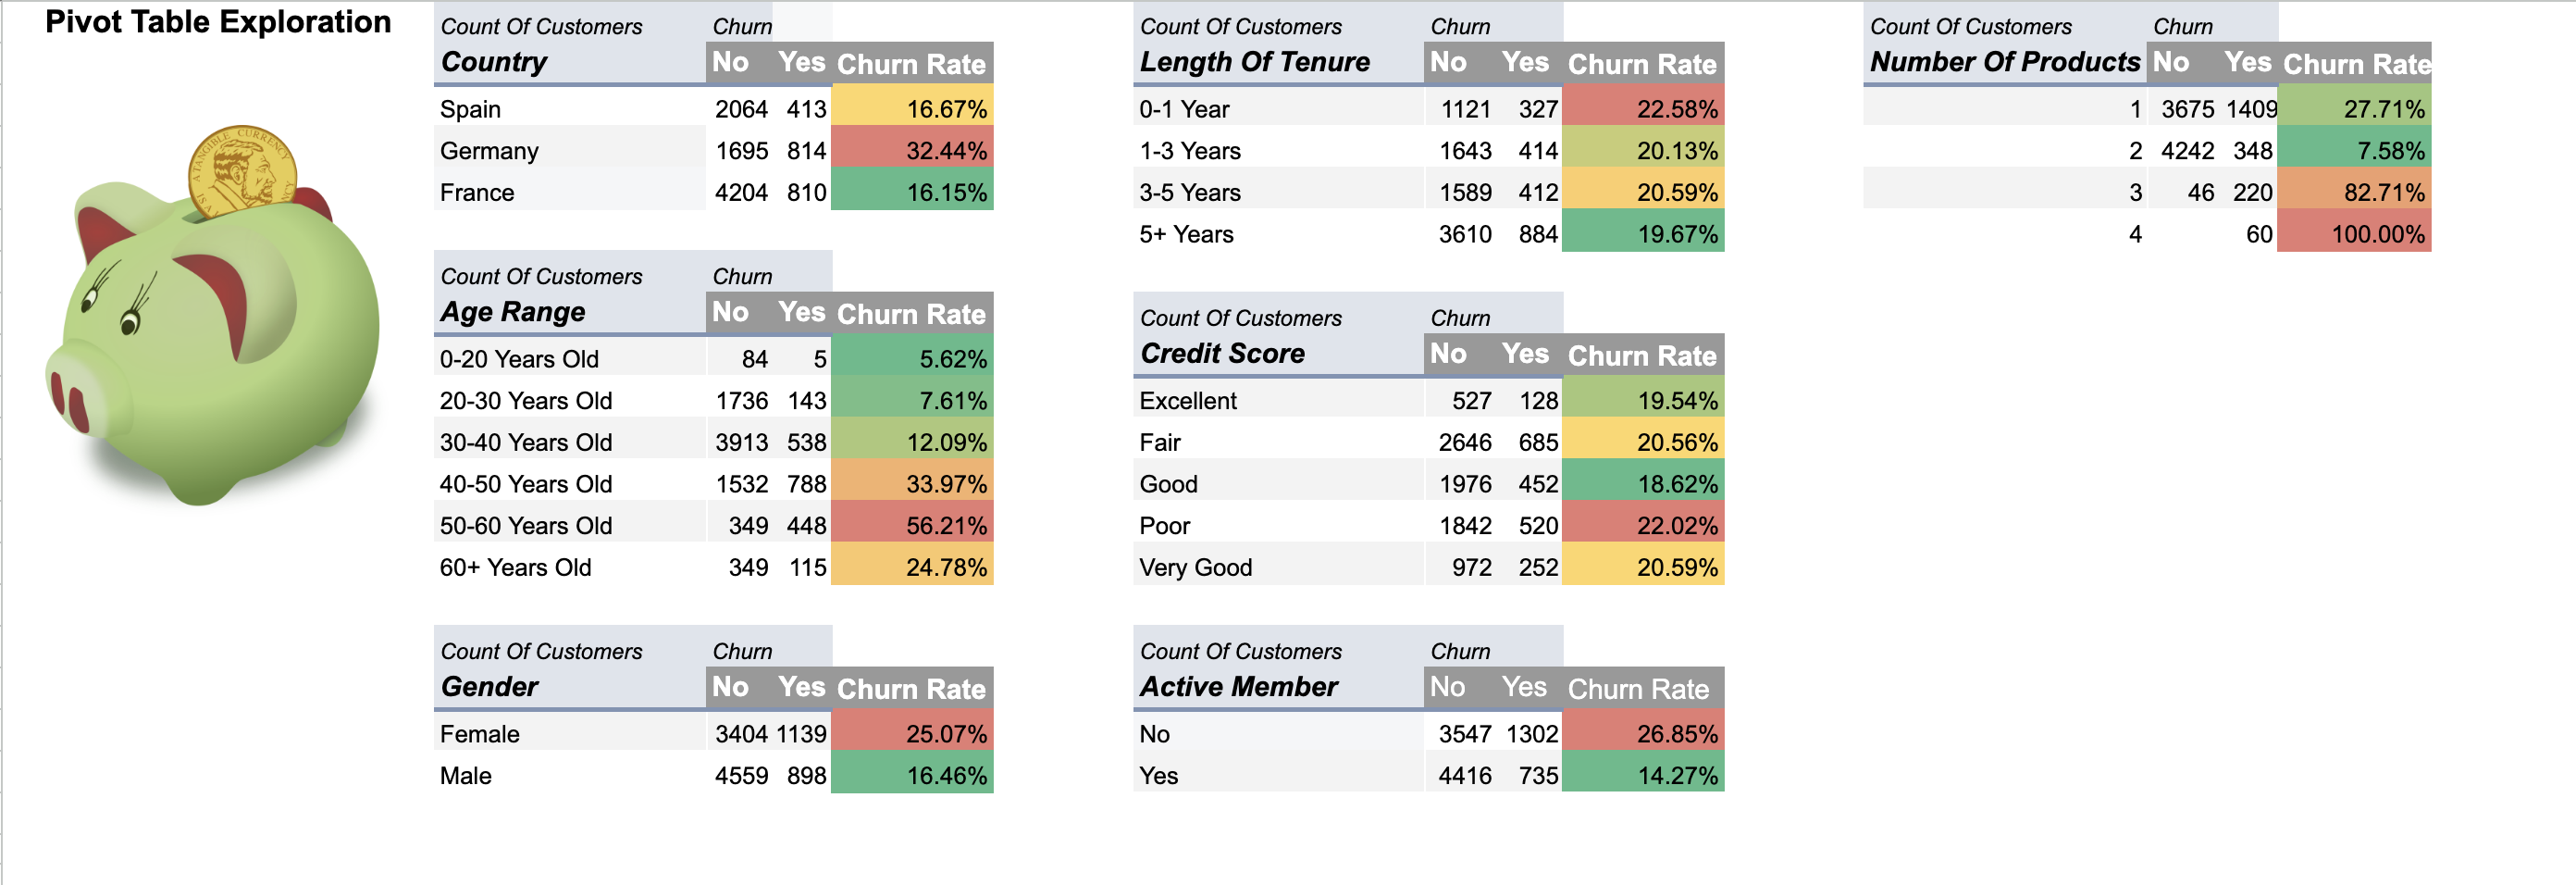 Pivot Table Exploration
A TANGIBLE CURRENCY
Count Of Customers Churn
Country No Yes Churn Rate
Spain 2064 413 16.67%
Germany 1695 814 32.44%
France 4204 810 16.15%
Count Of Customers Churn
Age Range No Yes Churn Rate
0-20 Years Old 84 5 5.62%
20-30 Years Old 1736 143 7.61%
30-40 Years Old 3913 538 12.09%
40-50 Years Old 1532 788 33.97%
50-60 Years Old 349 448 56.21%
60+ Years Old 349 115 24.78%
Count Of Customers Churn
Gender No Yes Churn Rate
Female 3404 1139 25.07%
Male 4559 898 16.46%
Count Of Customers Churn
Length Of Tenure No Yes Churn Rate
0-1 Year 1121 327 22.58%
1-3 Years 1643 414 20.13%
3-5 Years 1589 412 20.59%
5+ Years 3610 884 19.67%
Count Of Customers Churn
Credit Score No Yes Churn Rate
Excellent 527 128 19.54%
Fair 2646 685 20.56%
Good 1976 452 18.62%
Poor 1842 520 22.02%
Very Good 972 252 20.59%
Count Of Customers Churn
Active Member No Yes Churn Rate
No 3547 1302 26.85%
Yes 4416 735 14.27%
Count Of Customers Churn
Number Of Products No Yes Churn Rate
1 3675 1409 27.71%
2 4242 348 7.58%
3 46 220 82.71%
4 60 100.00%